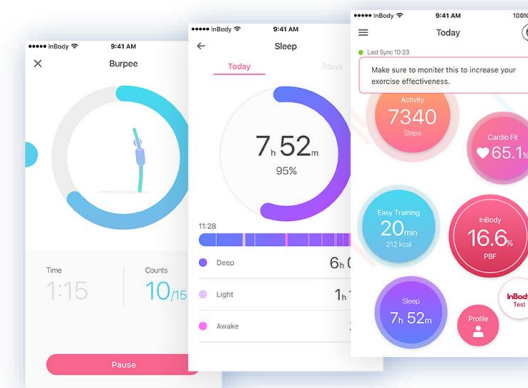 InBody
9:41 AM
Burpee
Time
Counts
1:15
10/15
Pause
InBody
9:41 AM
Sleep
Today
7days
7h 52m
95%
11:28
Deep
6h
Light
1h
Awake
InBody
9:41 AM
100%
Today
Last Sync 10:23
Make sure to moniter this to increase your
exercise effectiveness.
Activity
7340
Steps
Cardio Fit
65.1%
Easy Training
20min
212 kcal
InBody
16.6%
PBF
Sleep
7h 52m
Profile
InBody
Test